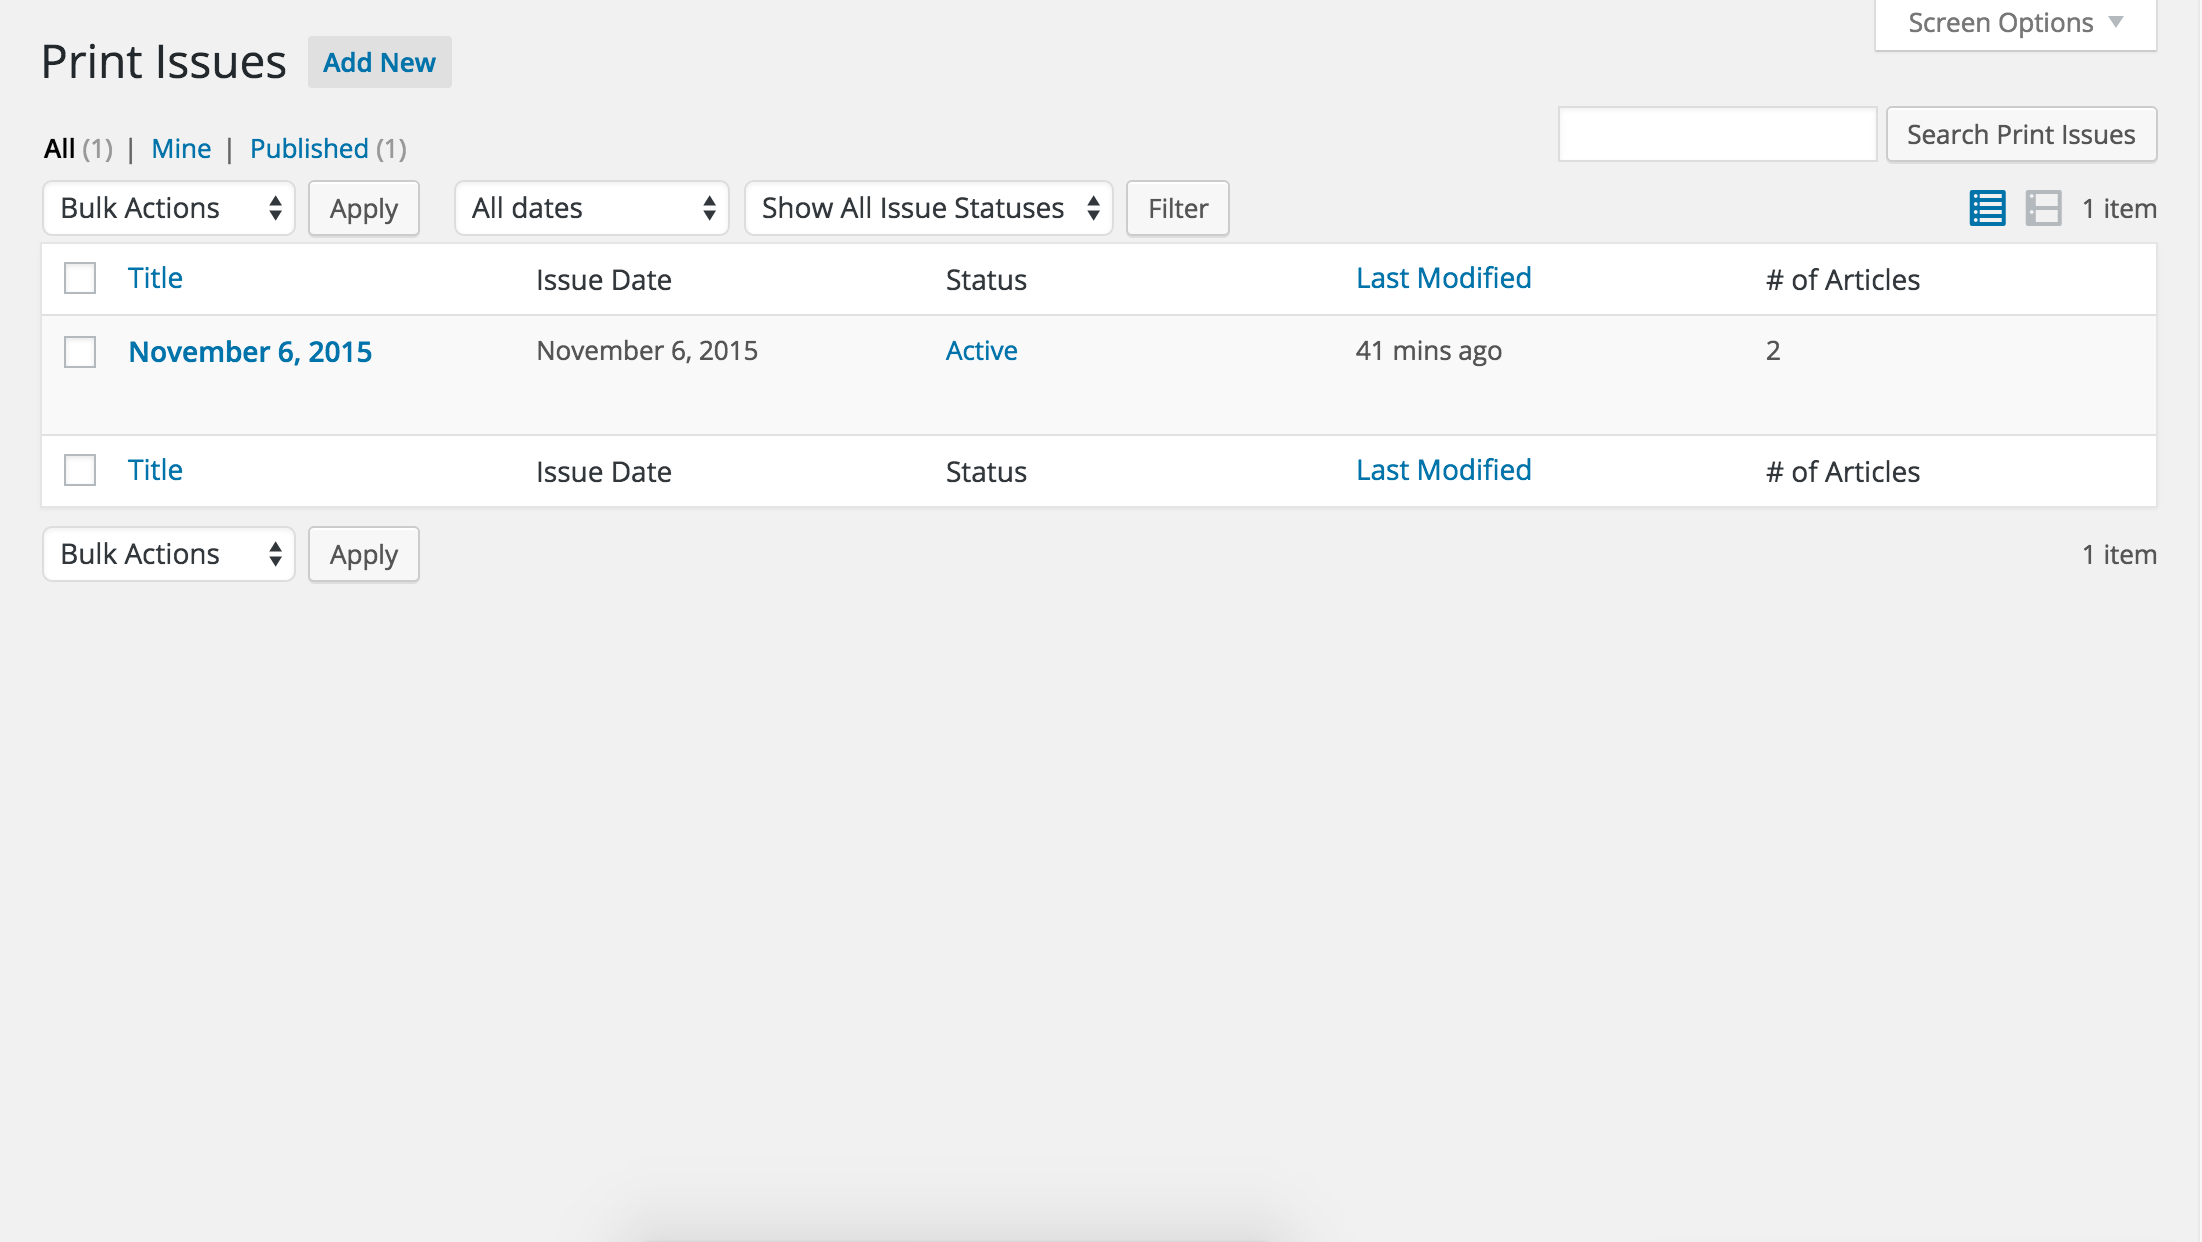 Screen Options
Print Issues Add New
All (1) | Mine | Published (1)
Search Print Issues
Bulk Actions Apply All dates Show All Issue Statuses Filter 1 item
Title Issue Date Status Last Modified # of Articles
November 6, 2015 November 6, 2015 Active 41 mins ago 2
Title Issue Date Status Last Modified # of Articles
Bulk Actions Apply 1 item